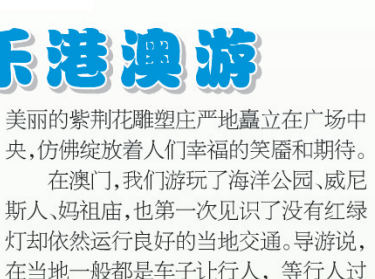 乐港澳游
美丽的紫荆花雕塑庄严地矗立在广场中
央,仿佛绽放着人们幸福的笑靥和期待。
在澳门,我们游玩了海洋公园、威尼
斯人、妈祖庙,也第一次见识了没有红绿
灯却依然运行良好的当地交通。导游说,
在当地一般都是车子让行人，等行人过